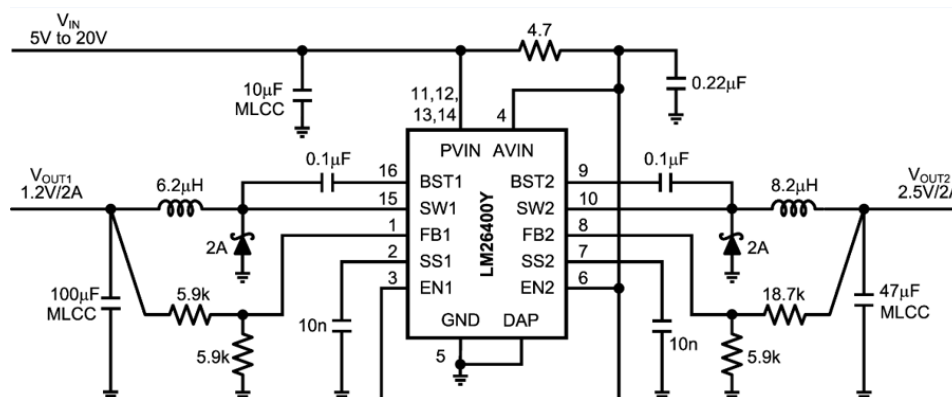 VIN
5V to 20V
4.7
10μF
MLCC
0.22μF
11,12,
13,14
4
PVIN AVIN
VOUT1
1.2V/2A
6.2μH
0.1μF
16
BST1
BST2
9
0.1μF
8.2μH
VOUT2
2.5V/2A
15
SW1
SW2
10
1
FB1
FB2
8
2A
LM26400Y
2A
2
SS1
SS2
7
3
EN1
EN2
6
100μF
MLCC
5.9k
18.7k
47μF
MLCC
10n
GND DAP
10n
5
5.9k
5.9k